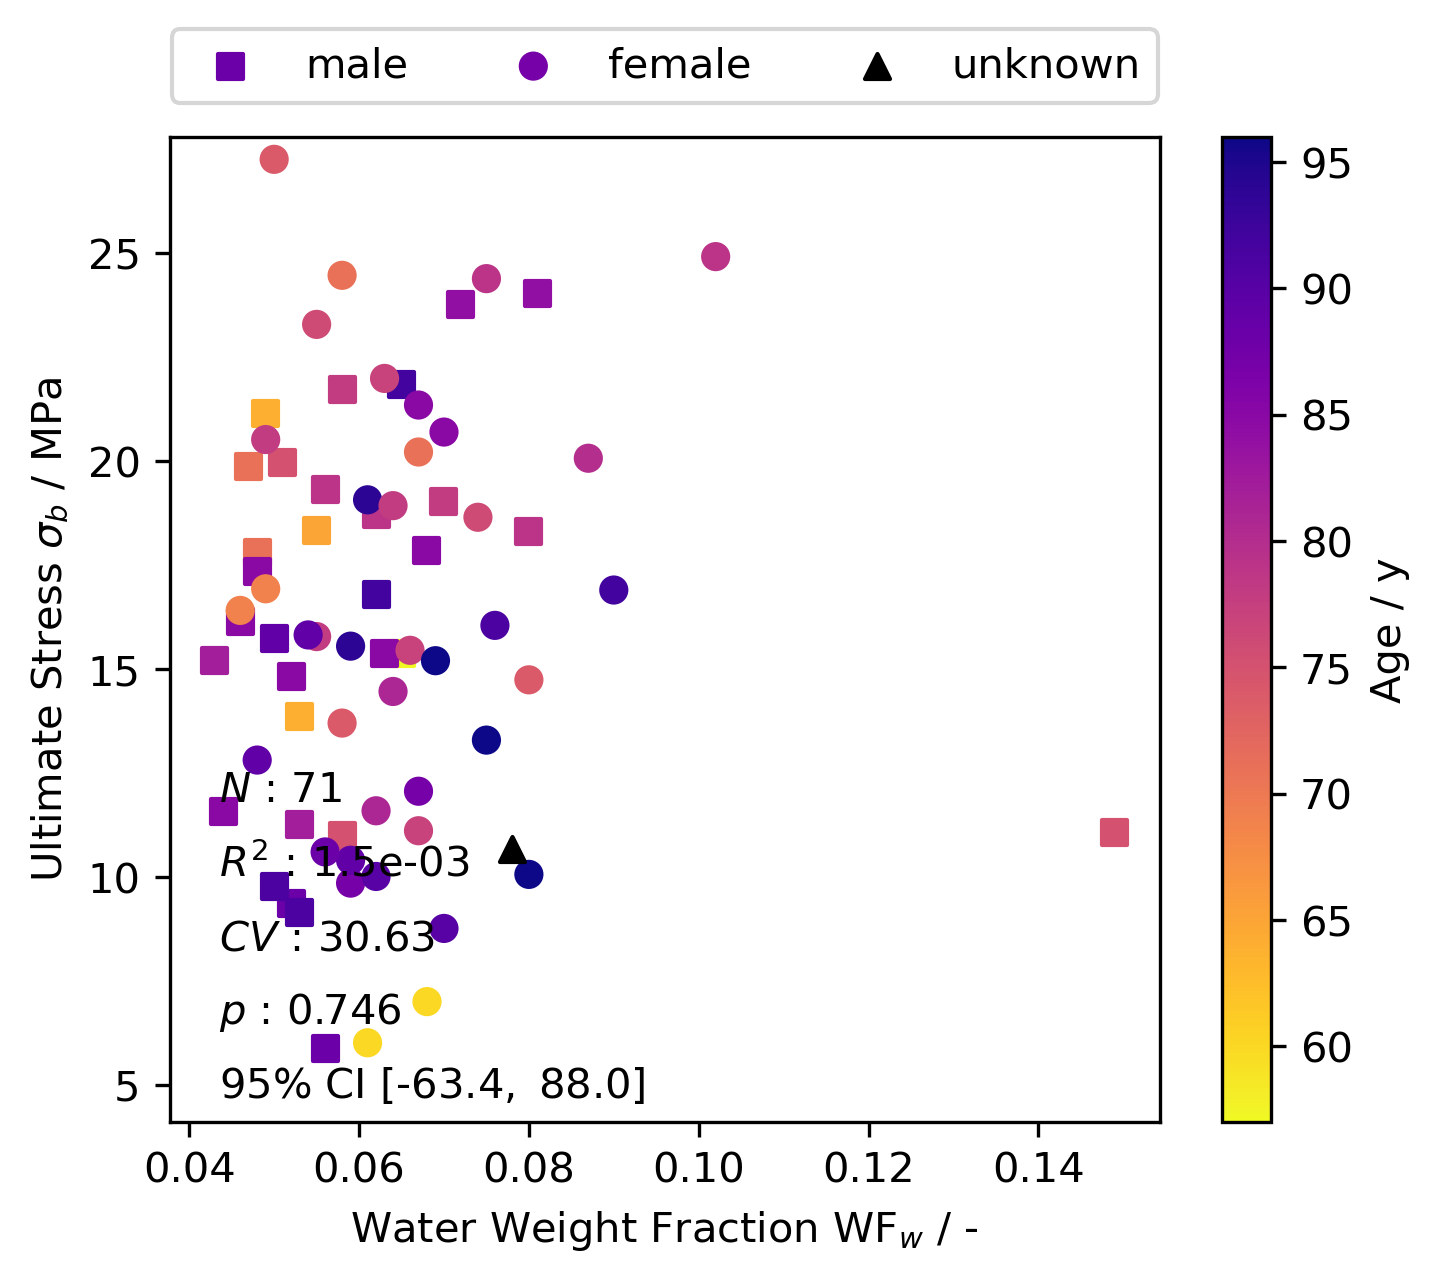 male female unknown
25
20
15
10
5
Ultimate Stress σ_b / MPa
N : 71
R² : 1.5e-03
CV : 30.63
p : 0.746
95% CI [-63.4, 88.0]
0.04 0.06 0.08 0.10 0.12 0.14
Water Weight Fraction WF_w / -
95
90
85
80
75
70
65
60
Age / y